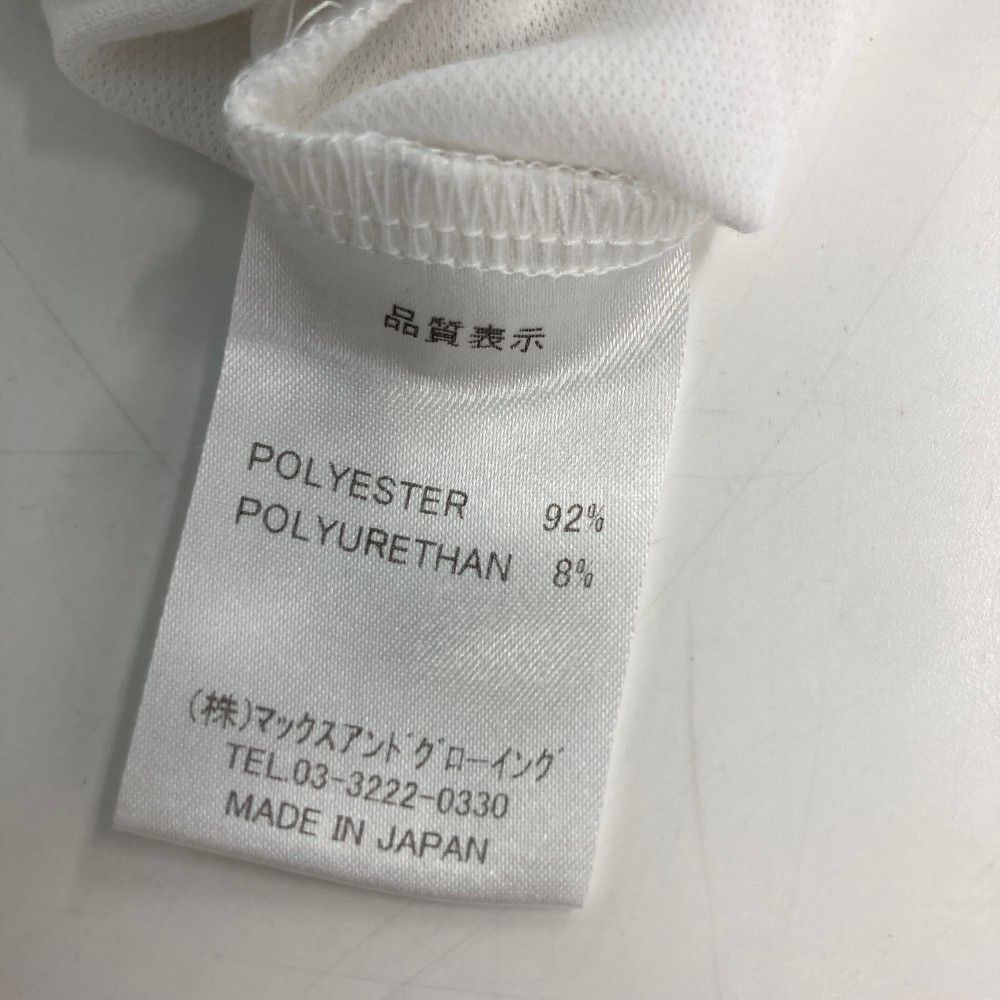 品質表示
POLYESTER 92%
POLYURETHAN 8%
(株)マックスアンドグローイング
TEL.03-3222-0330
MADE IN JAPAN